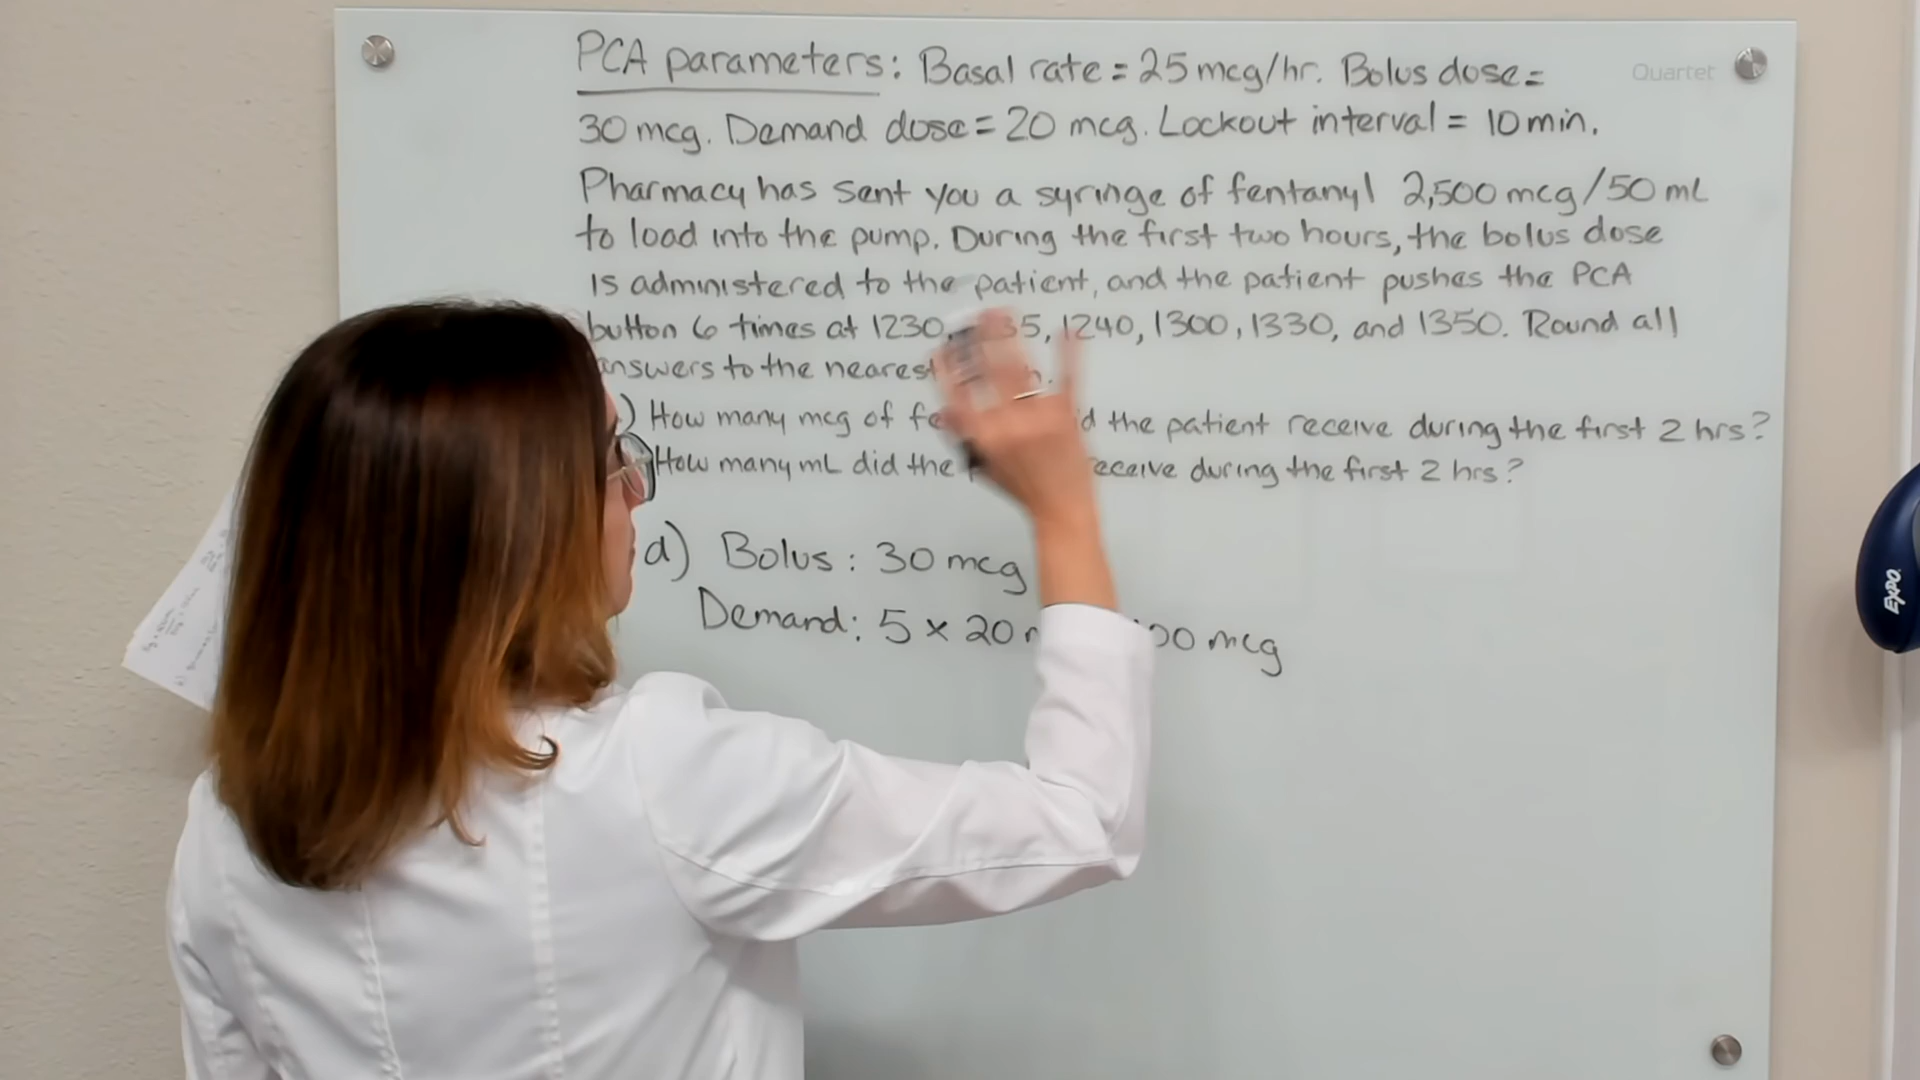 PCA parameters: Basal rate = 25 mcg/hr. Bolus dose =
Quartet
30 mcg. Demand dose = 20 mcg. Lockout interval = 10 min.
Pharmacy has sent you a syringe of fentanyl 2,500 mcg/50 mL
to load into the pump. During the first two hours, the bolus dose
is administered to the patient, and the patient pushes the PCA
button 6 times at 1230, 35, 1240, 1300, 1330, and 1350. Round all
answers to the nearest
) How many mcg of fe d the patient receive during the first 2 hrs?
How many mL did the receive during the first 2 hrs?
a) Bolus: 30 mcg
Demand: 5 x 20 00 mcg
EXPO